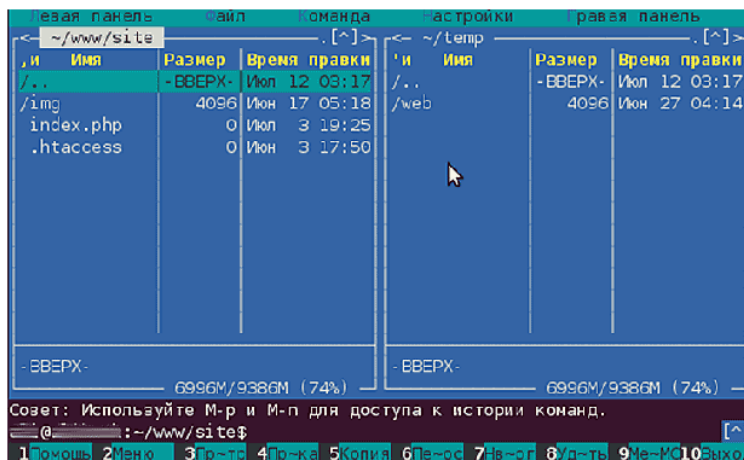 Левая панель Файл Команда Настройки Правая панель
<- ~/www/site .[^]> <- ~/temp .[^]>
,и Имя Размер Время правки 'и Имя Размер Время правки
/.. -ВВЕРХ- Июл 12 03:17 /.. -ВВЕРХ- Июл 12 03:17
/img 4096 Июн 17 05:18 /web 4096 Июн 27 04:14
index.php 0 Июл 3 19:25
.htaccess 0 Июн 3 17:50
-ВВЕРХ- -ВВЕРХ-
6996M/9386M (74%) 6996M/9386M (74%)
Совет: Используйте M-p и M-n для доступа к истории команд.
@ :~/www/site$ [^
1Помощь 2Меню 3Пр~тр 4Пр~ка 5Копия 6Пе~ос 7Нв~ог 8Уд~ть 9Ме~MC 10Выхо